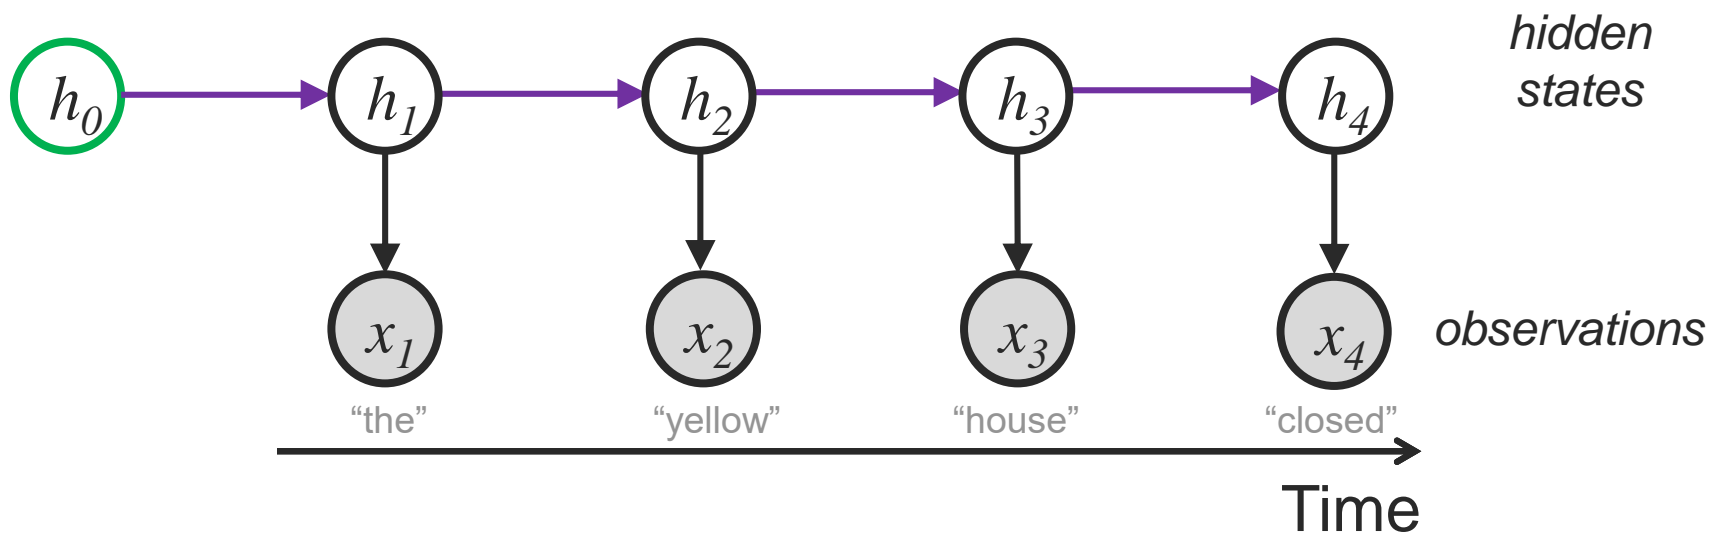 h0 h1 h2 h3 h4 hidden
states
x1 x2 x3 x4 observations
“the” “yellow” “house” “closed”
Time